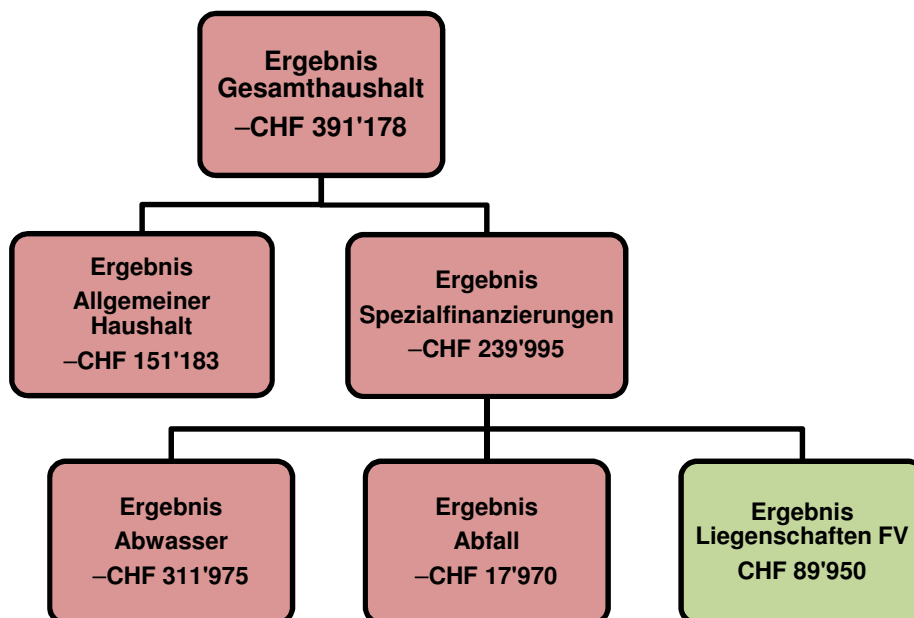 Ergebnis
Gesamthaushalt
–CHF 391'178
Ergebnis
Allgemeiner
Haushalt
–CHF 151'183
Ergebnis
Spezialfinanzierungen
–CHF 239'995
Ergebnis
Abwasser
–CHF 311'975
Ergebnis
Abfall
–CHF 17'970
Ergebnis
Liegenschaften FV
CHF 89'950